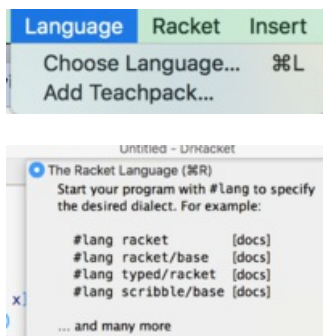 Language Racket Insert
Choose Language... ⌘L
Add Teachpack...
Untitled - DrRacket
The Racket Language (⌘R)
Start your program with #lang to specify
the desired dialect. For example:
#lang racket [docs]
#lang racket/base [docs]
#lang typed/racket [docs]
#lang scribble/base [docs]
x]
... and many more